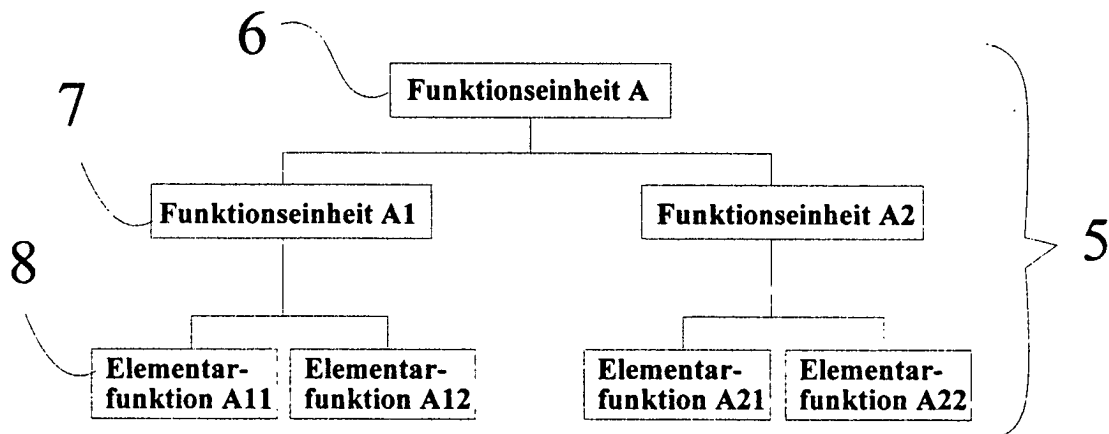 6
Funktionseinheit A
7
Funktionseinheit A1
Funktionseinheit A2
5
8
Elementar-
funktion A11
Elementar-
funktion A12
Elementar-
funktion A21
Elementar-
funktion A22